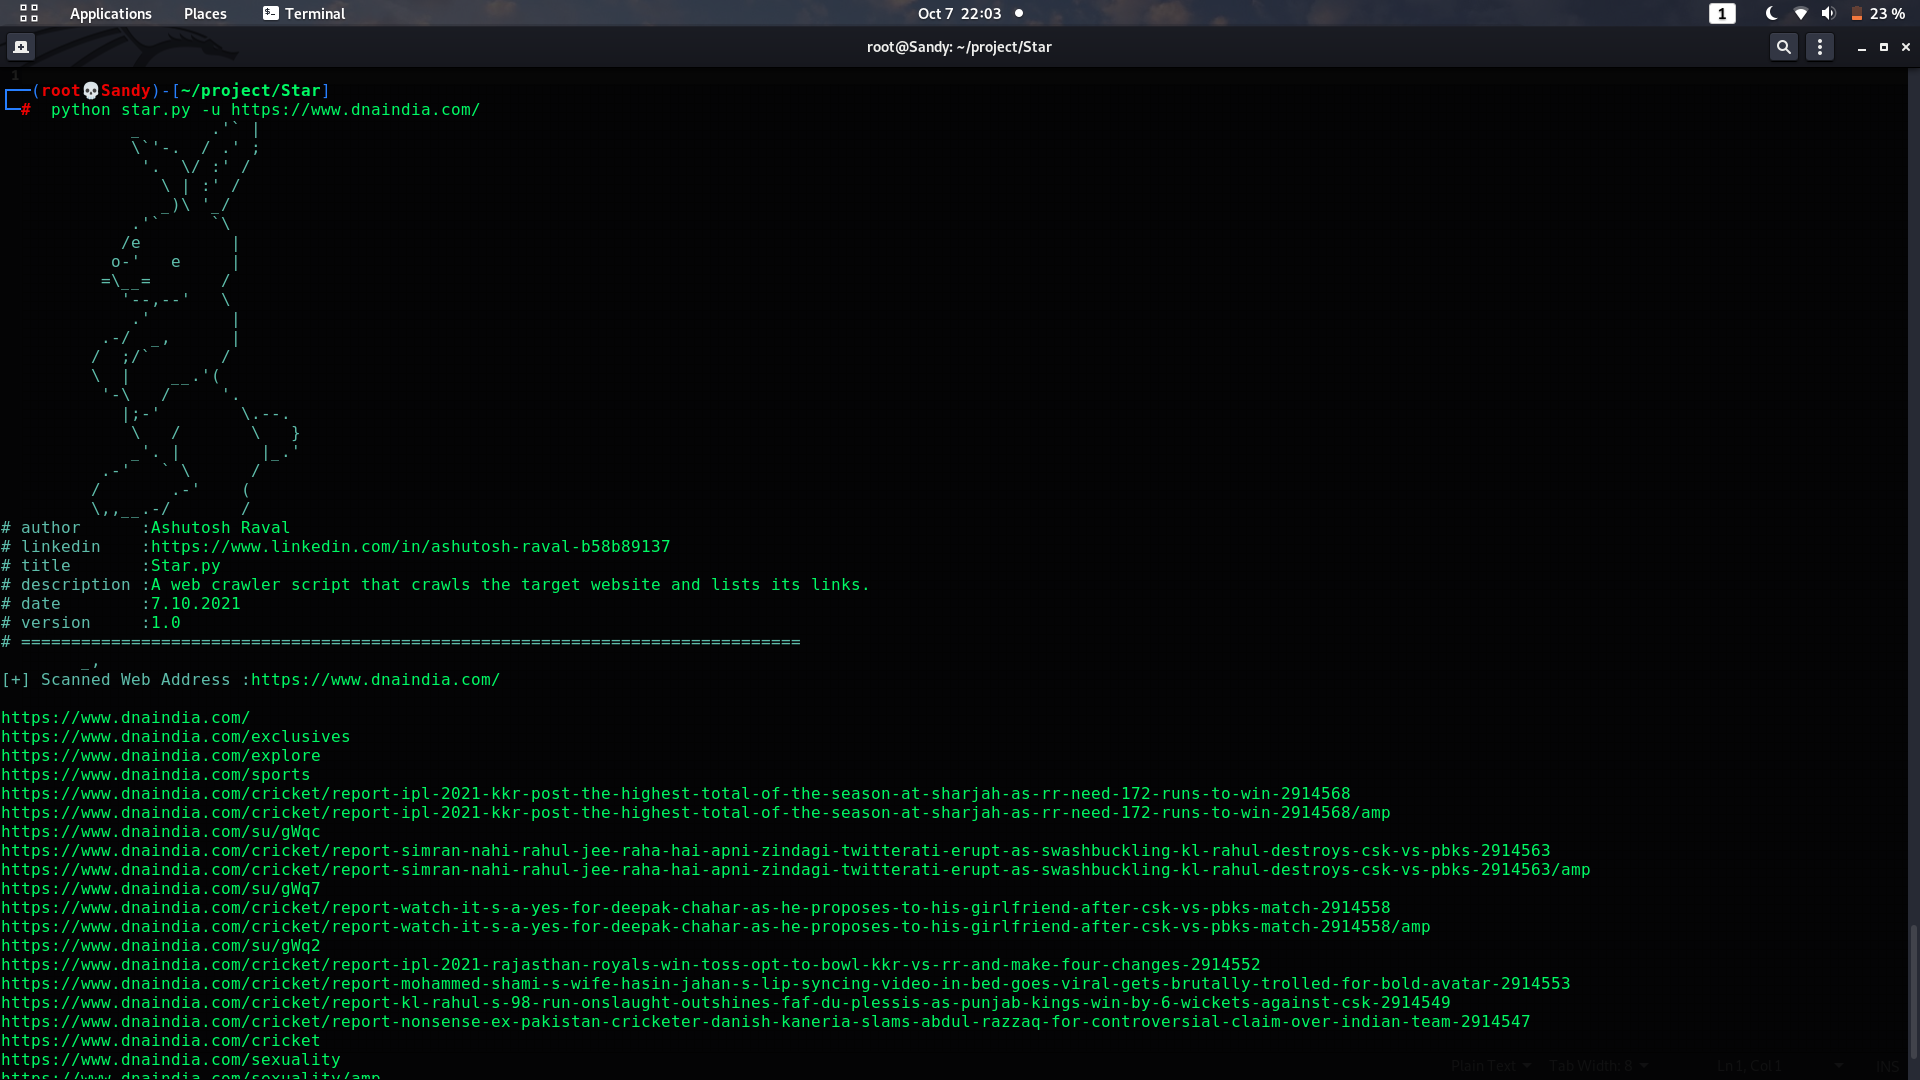 Applications Places Terminal Oct 7 22:03 1 23 %
root@Sandy: ~/project/Star
1
(root💀Sandy)-[~/project/Star]
# python star.py -u https://www.dnaindia.com/
# author      :Ashutosh Raval
# linkedin    :https://www.linkedin.com/in/ashutosh-raval-b58b89137
# title       :Star.py
# description :A web crawler script that crawls the target website and lists its links.
# date        :7.10.2021
# version     :1.0
# ==============================================================================
[+] Scanned Web Address :https://www.dnaindia.com/
https://www.dnaindia.com/
https://www.dnaindia.com/exclusives
https://www.dnaindia.com/explore
https://www.dnaindia.com/sports
https://www.dnaindia.com/cricket/report-ipl-2021-kkr-post-the-highest-total-of-the-season-at-sharjah-as-rr-need-172-runs-to-win-2914568
https://www.dnaindia.com/cricket/report-ipl-2021-kkr-post-the-highest-total-of-the-season-at-sharjah-as-rr-need-172-runs-to-win-2914568/amp
https://www.dnaindia.com/su/gWqc
https://www.dnaindia.com/cricket/report-simran-nahi-rahul-jee-raha-hai-apni-zindagi-twitterati-erupt-as-swashbuckling-kl-rahul-destroys-csk-vs-pbks-2914563
https://www.dnaindia.com/cricket/report-simran-nahi-rahul-jee-raha-hai-apni-zindagi-twitterati-erupt-as-swashbuckling-kl-rahul-destroys-csk-vs-pbks-2914563/amp
https://www.dnaindia.com/su/gWq7
https://www.dnaindia.com/cricket/report-watch-it-s-a-yes-for-deepak-chahar-as-he-proposes-to-his-girlfriend-after-csk-vs-pbks-match-2914558
https://www.dnaindia.com/cricket/report-watch-it-s-a-yes-for-deepak-chahar-as-he-proposes-to-his-girlfriend-after-csk-vs-pbks-match-2914558/amp
https://www.dnaindia.com/su/gWq2
https://www.dnaindia.com/cricket/report-ipl-2021-rajasthan-royals-win-toss-opt-to-bowl-kkr-vs-rr-and-make-four-changes-2914552
https://www.dnaindia.com/cricket/report-mohammed-shami-s-wife-hasin-jahan-s-lip-syncing-video-in-bed-goes-viral-gets-brutally-trolled-for-bold-avatar-2914553
https://www.dnaindia.com/cricket/report-kl-rahul-s-98-run-onslaught-outshines-faf-du-plessis-as-punjab-kings-win-by-6-wickets-against-csk-2914549
https://www.dnaindia.com/cricket/report-nonsense-ex-pakistan-cricketer-danish-kaneria-slams-abdul-razzaq-for-controversial-claim-over-indian-team-2914547
https://www.dnaindia.com/cricket
https://www.dnaindia.com/sexuality
https://www.dnaindia.com/sexuality/amp
Plain Text Tab Width: 8 Ln 1, Col 1 INS